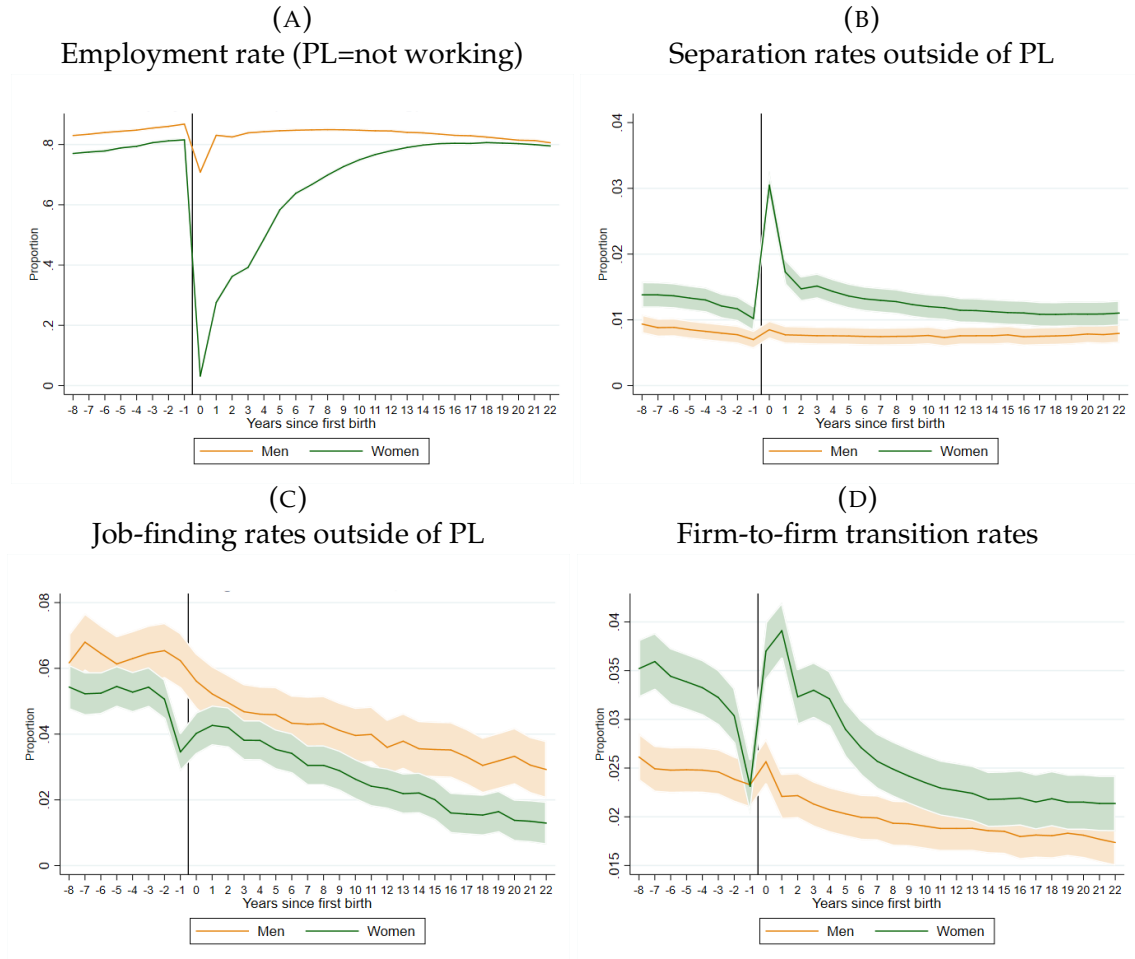 (A)
Employment rate (PL=not working)
Proportion
0 .2 .4 .6 .8
-8 -7 -6 -5 -4 -3 -2 -1 0 1 2 3 4 5 6 7 8 9 10 11 12 13 14 15 16 17 18 19 20 21 22
Years since first birth
Men Women
(B)
Separation rates outside of PL
Proportion
0 .01 .02 .03 .04
-8 -7 -6 -5 -4 -3 -2 -1 0 1 2 3 4 5 6 7 8 9 10 11 12 13 14 15 16 17 18 19 20 21 22
Years since first birth
Men Women
(C)
Job-finding rates outside of PL
Proportion
0 .02 .04 .06 .08
-8 -7 -6 -5 -4 -3 -2 -1 0 1 2 3 4 5 6 7 8 9 10 11 12 13 14 15 16 17 18 19 20 21 22
Years since first birth
Men Women
(D)
Firm-to-firm transition rates
Proportion
.015 .02 .025 .03 .035 .04
-8 -7 -6 -5 -4 -3 -2 -1 0 1 2 3 4 5 6 7 8 9 10 11 12 13 14 15 16 17 18 19 20 21 22
Years since first birth
Men Women